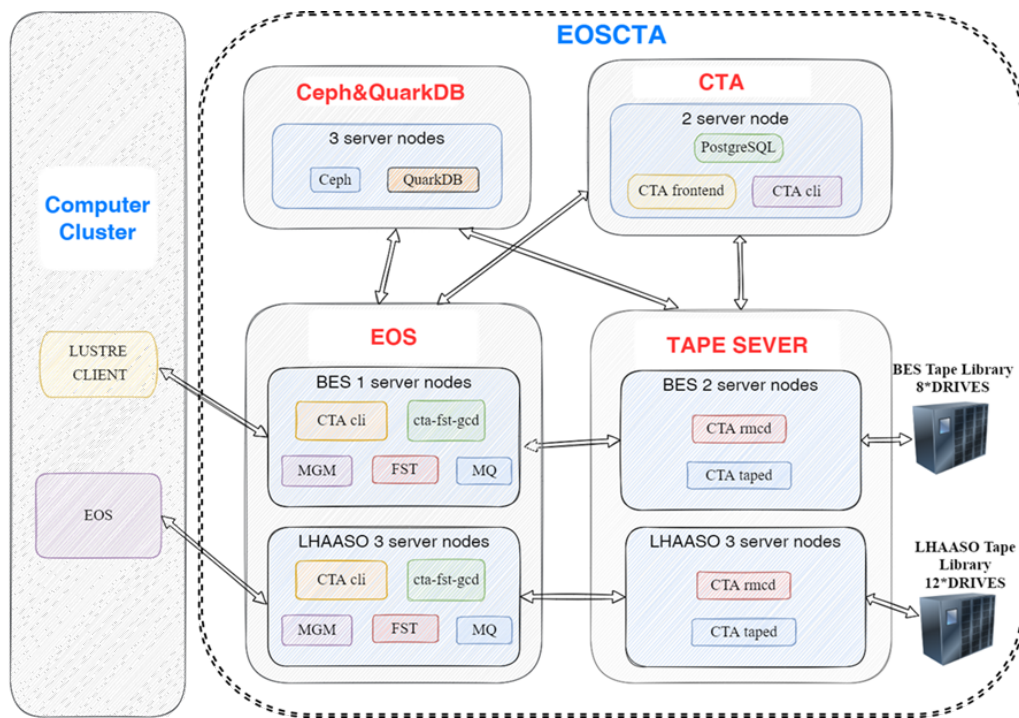 EOSCTA
Computer
Cluster
LUSTRE
CLIENT
EOS
Ceph&QuarkDB
3 server nodes
Ceph
QuarkDB
CTA
2 server node
PostgreSQL
CTA frontend
CTA cli
EOS
BES 1 server nodes
CTA cli
cta-fst-gcd
MGM
FST
MQ
LHAASO 3 server nodes
CTA cli
cta-fst-gcd
MGM
FST
MQ
TAPE SEVER
BES 2 server nodes
CTA rmcd
CTA taped
LHAASO 3 server nodes
CTA rmcd
CTA taped
BES Tape Library
8*DRIVES
LHAASO Tape
Library
12*DRIVES